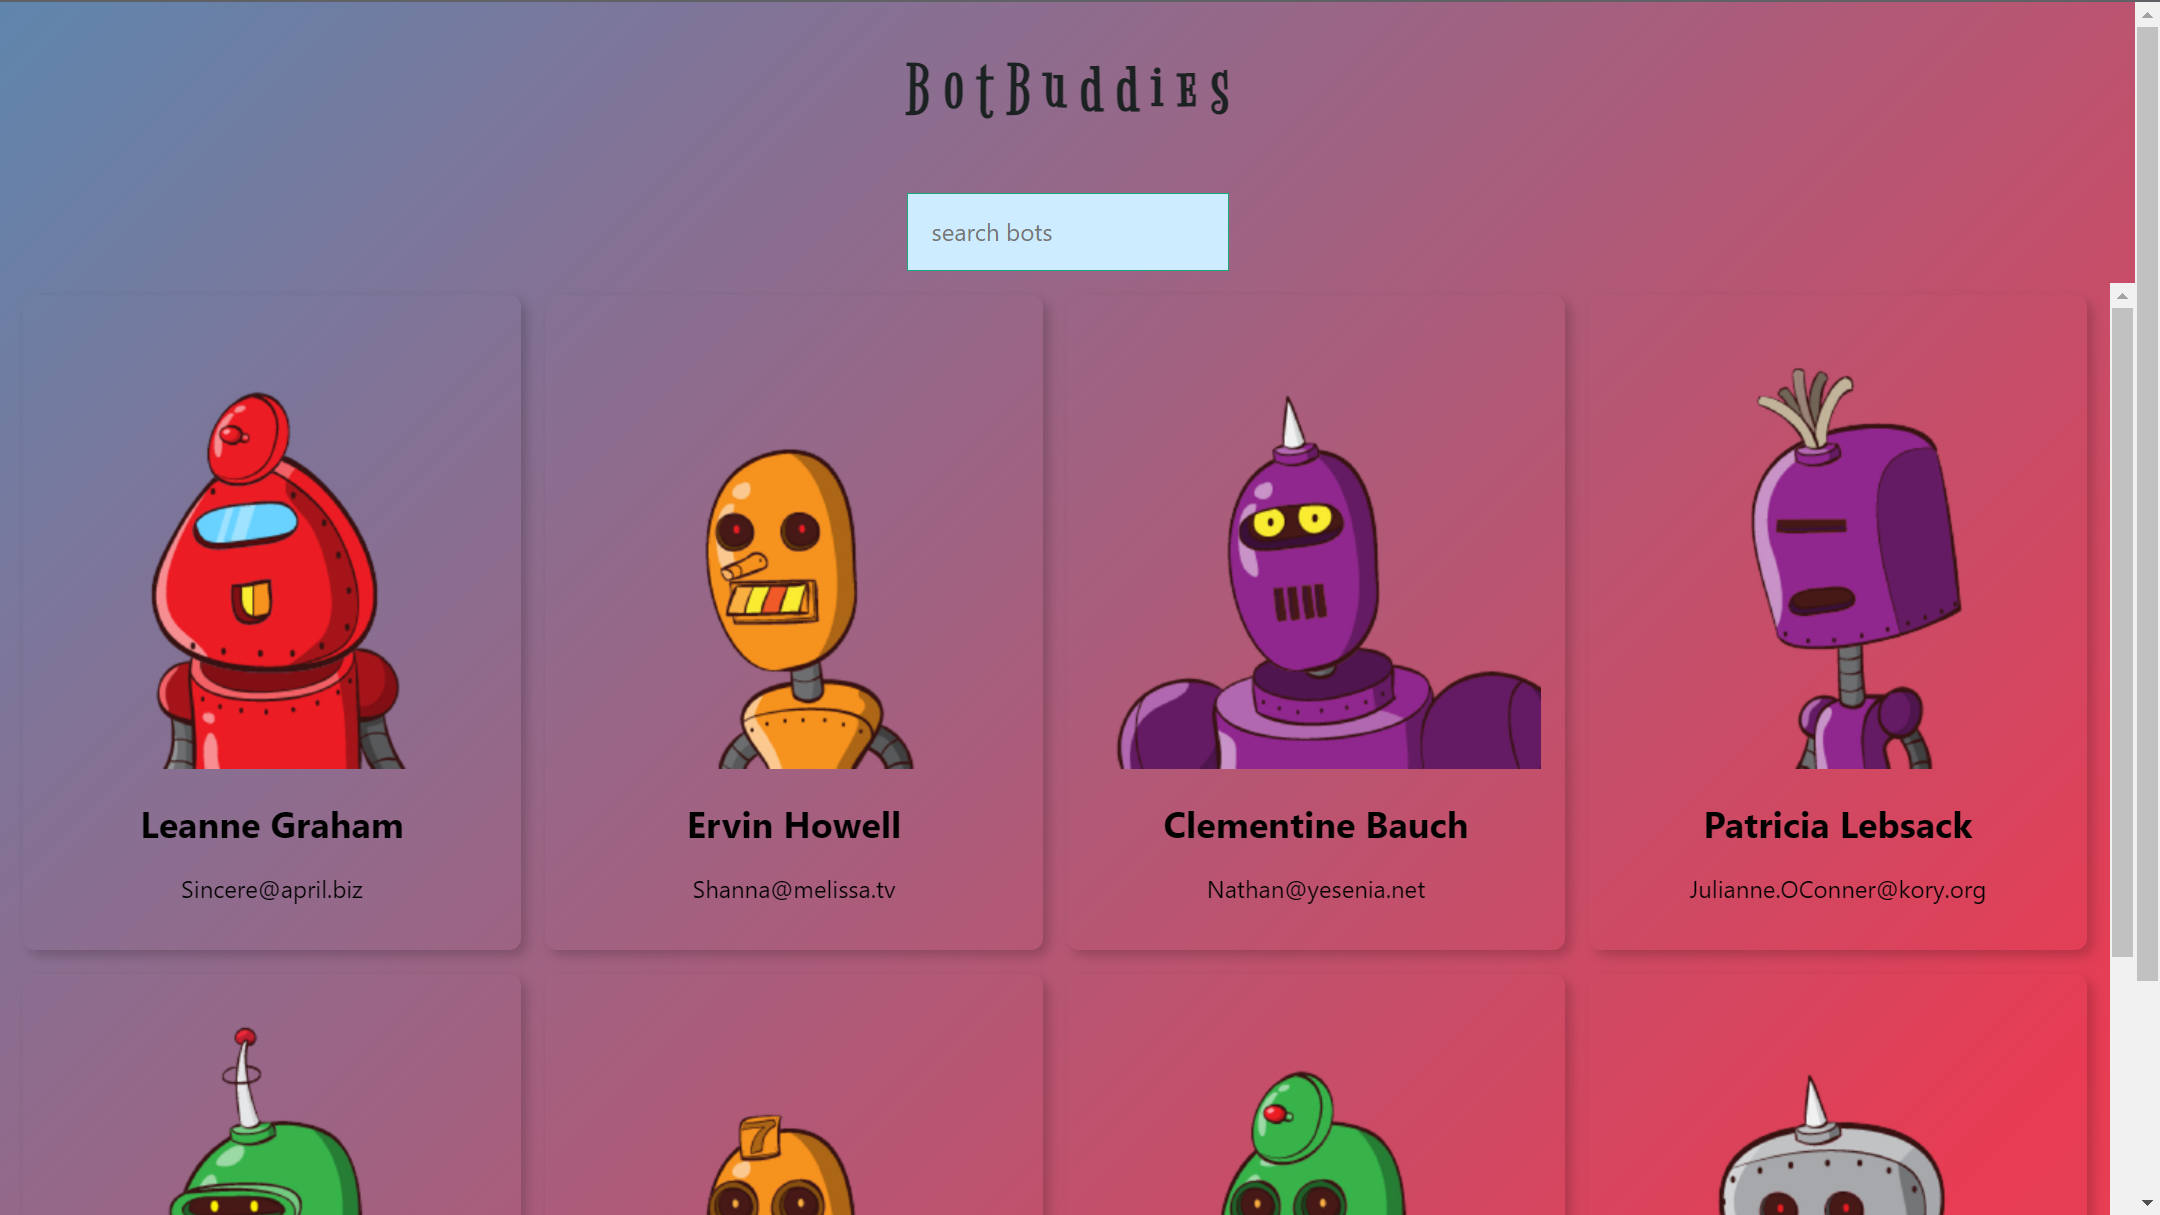 BotBuddies
search bots
Leanne Graham
Sincere@april.biz
Ervin Howell
Shanna@melissa.tv
Clementine Bauch
Nathan@yesenia.net
Patricia Lebsack
Julianne.OConner@kory.org
7